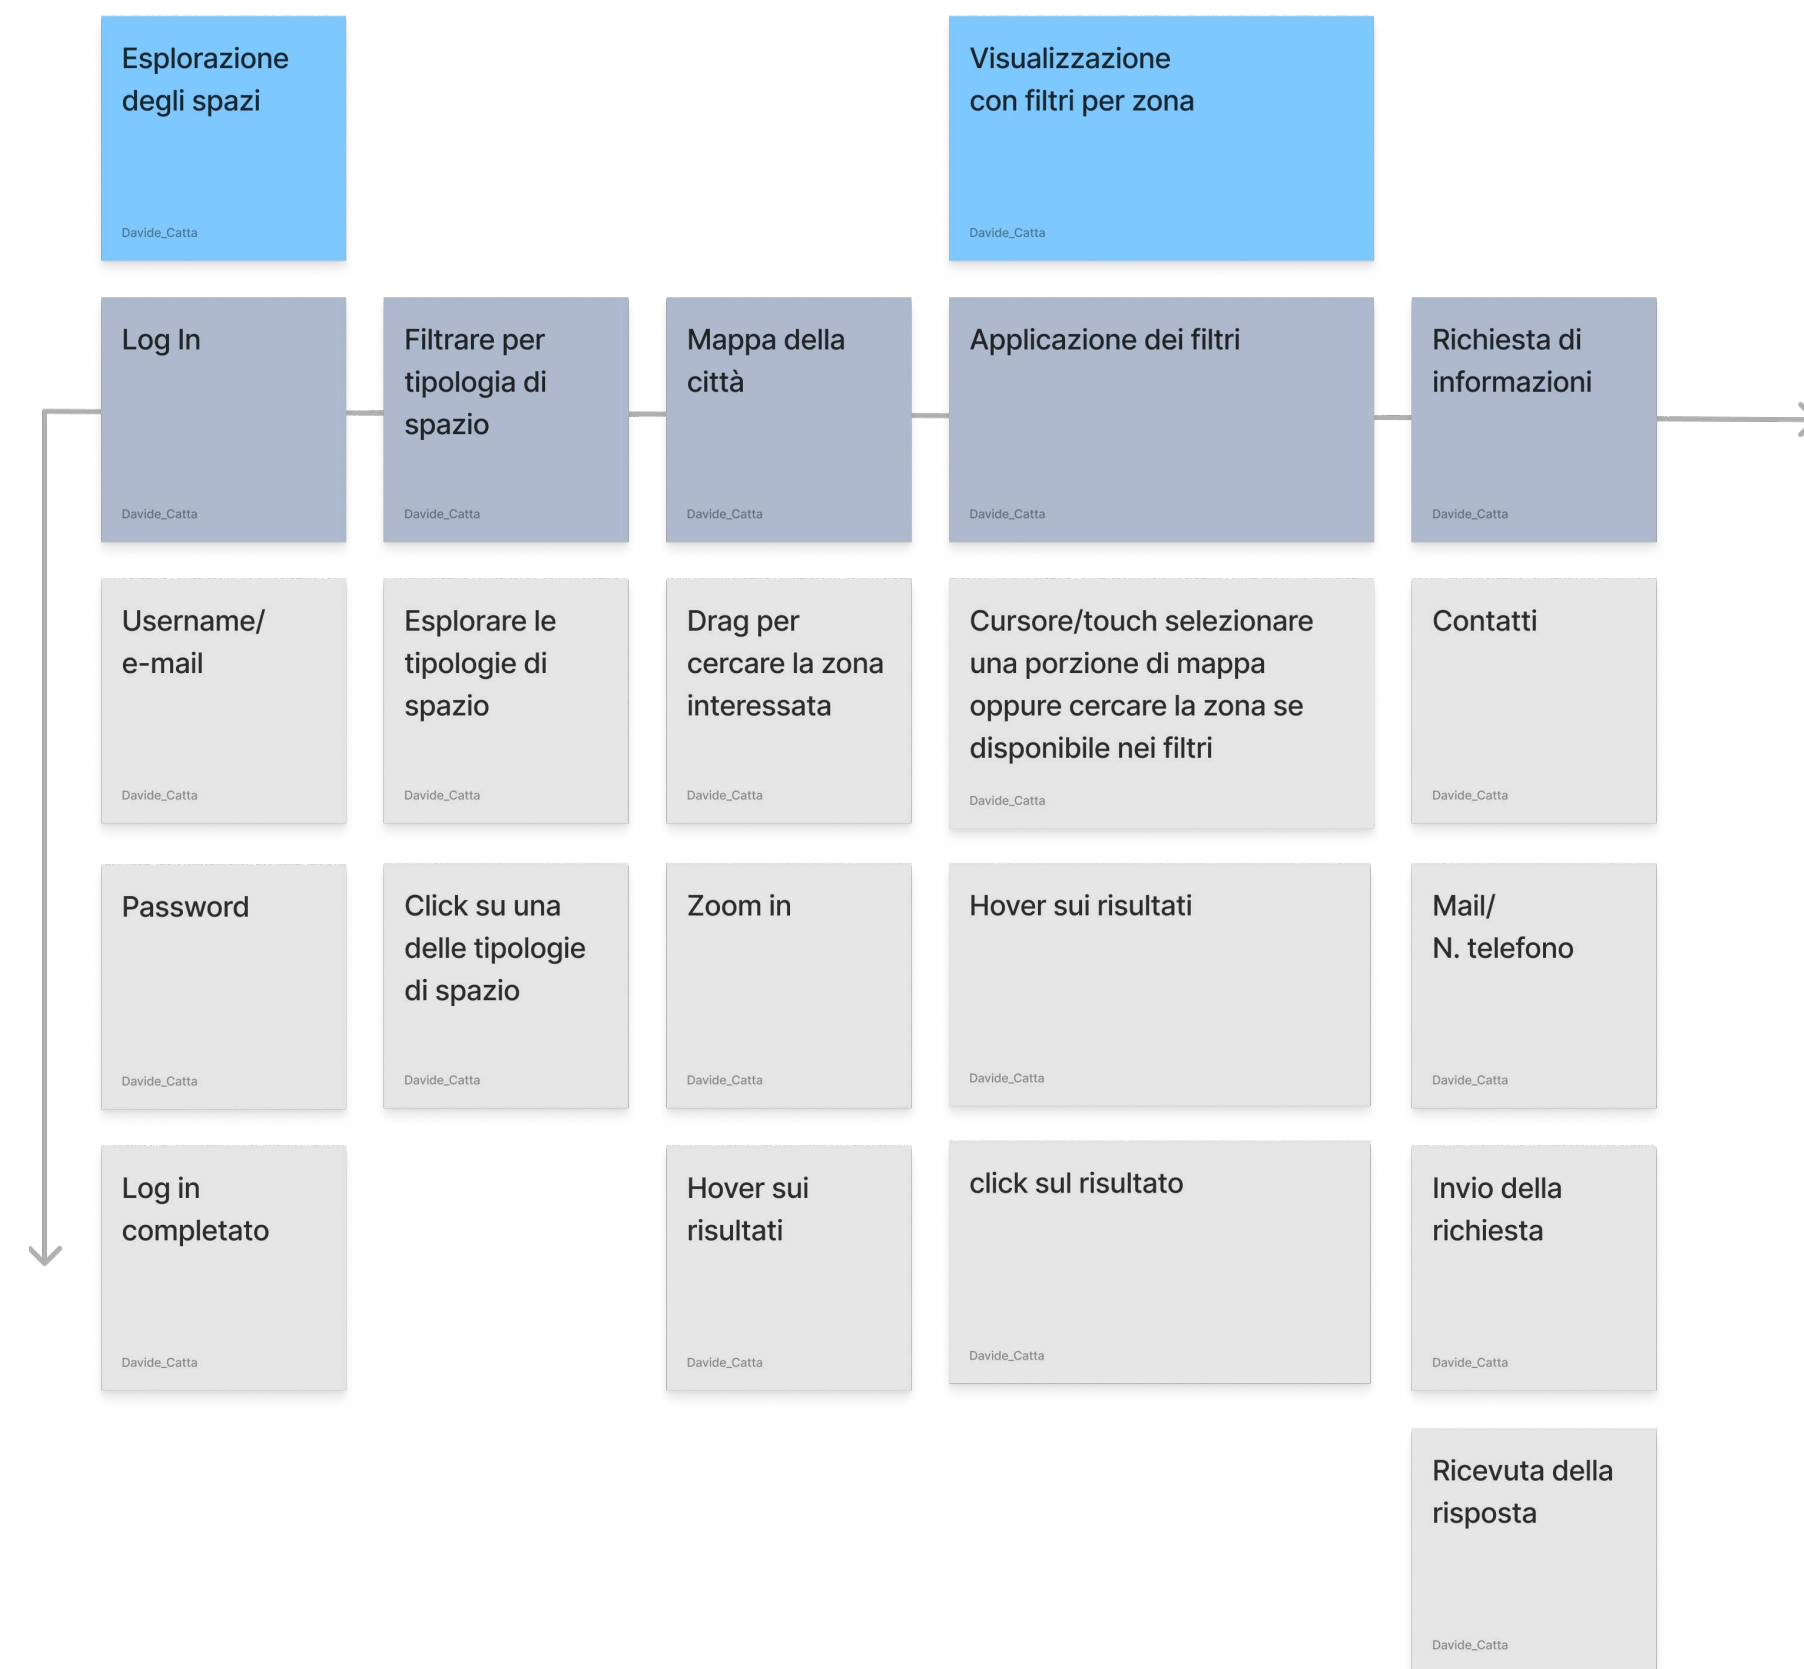 Esplorazione
degli spazi
Davide_Catta
Visualizzazione
con filtri per zona
Davide_Catta
Log In
Davide_Catta
Filtrare per
tipologia di
spazio
Davide_Catta
Mappa della
città
Davide_Catta
Applicazione dei filtri
Davide_Catta
Richiesta di
informazioni
Davide_Catta
Username/
e-mail
Davide_Catta
Esplorare le
tipologie di
spazio
Davide_Catta
Drag per
cercare la zona
interessata
Davide_Catta
Cursore/touch selezionare
una porzione di mappa
oppure cercare la zona se
disponibile nei filtri
Davide_Catta
Contatti
Davide_Catta
Password
Davide_Catta
Click su una
delle tipologie
di spazio
Davide_Catta
Zoom in
Davide_Catta
Hover sui risultati
Davide_Catta
Mail/
N. telefono
Davide_Catta
Log in
completato
Davide_Catta
Hover sui
risultati
Davide_Catta
click sul risultato
Davide_Catta
Invio della
richiesta
Davide_Catta
Ricevuta della
risposta
Davide_Catta